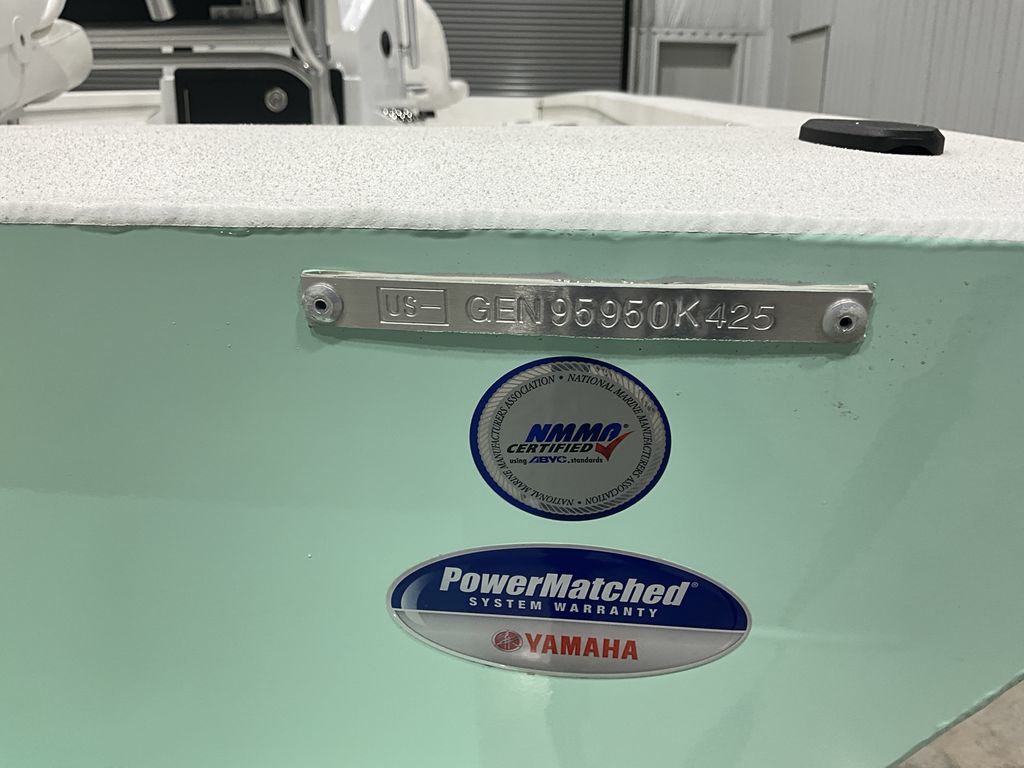 US- GEN95950K425
NATIONAL MARINE MANUFACTURERS ASSOCIATION • NATIONAL MARINE MANUFACTURERS ASSOCIATION •
NMMA®
CERTIFIED
using ABYC standards
PowerMatched®
SYSTEM WARRANTY
YAMAHA